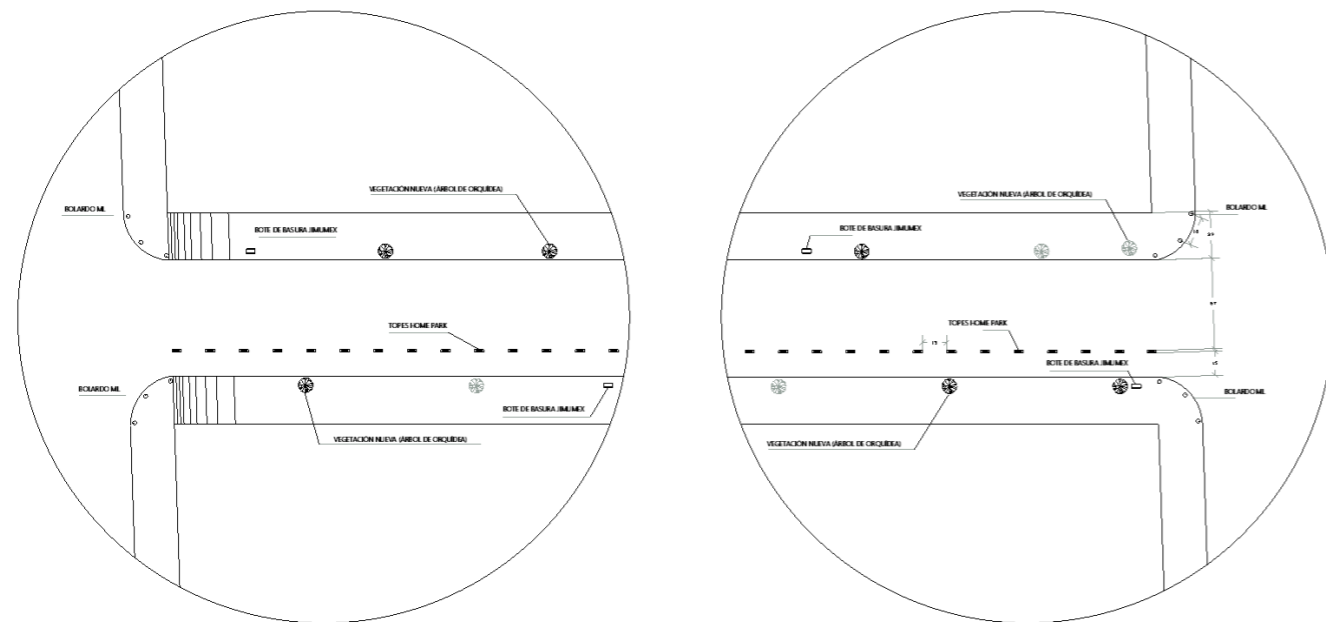 VEGETACIÓN NUEVA (ÁRBOL DE ORQUÍDEA)
BOLARDO ML
BOTE DE BASURA JIMUMEX
TOPES HOME PARK
BOLARDO ML
BOTE DE BASURA JIMUMEX
VEGETACIÓN NUEVA (ÁRBOL DE ORQUÍDEA)
VEGETACIÓN NUEVA (ÁRBOL DE ORQUÍDEA)
BOLARDO ML
BOTE DE BASURA JIMUMEX
TOPES HOME PARK
BOTE DE BASURA JIMUMEX
BOLARDO ML
VEGETACIÓN NUEVA (ÁRBOL DE ORQUÍDEA)